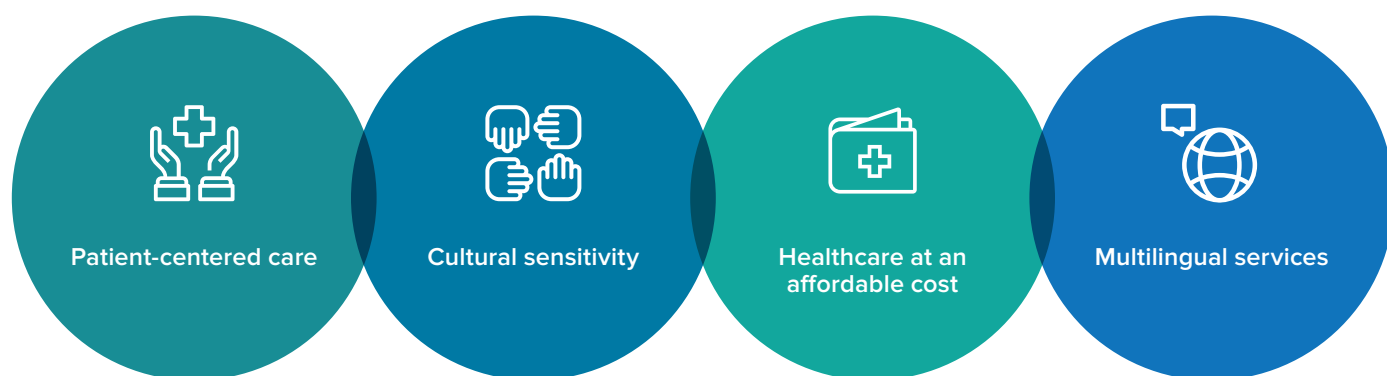 Patient-centered care
Cultural sensitivity
Healthcare at an
affordable cost
Multilingual services